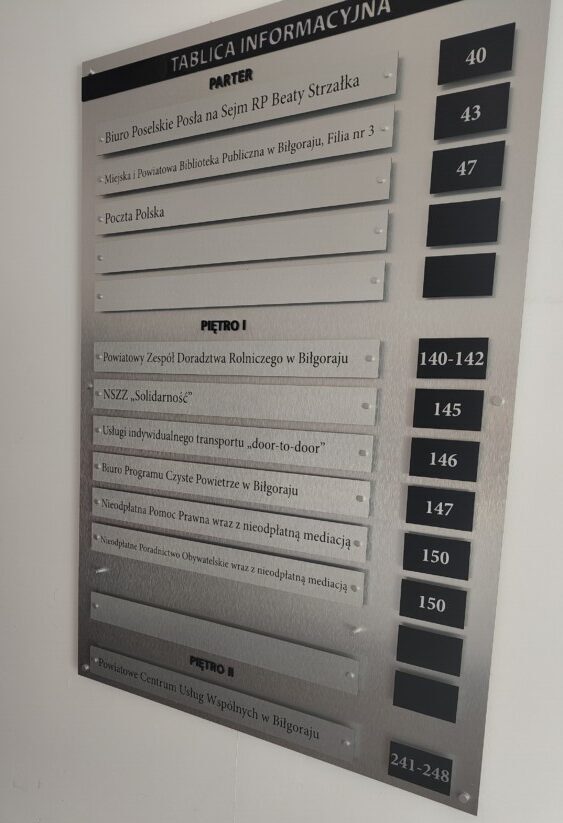 TABLICA INFORMACYJNA
PARTER
Biuro Poselskie Posła na Sejm RP Beaty Strzałka 40
Miejska i Powiatowa Biblioteka Publiczna w Biłgoraju, Filia nr 3 43
Poczta Polska 47
PIĘTRO I
Powiatowy Zespół Doradztwa Rolniczego w Biłgoraju 140-142
NSZZ „Solidarność” 145
Usługi indywidualnego transportu „door-to-door” 146
Biuro Programu Czyste Powietrze w Biłgoraju 147
Nieodpłatna Pomoc Prawna wraz z nieodpłatną mediacją 150
Nieodpłatne Poradnictwo Obywatelskie wraz z nieodpłatną mediacją 150
PIĘTRO II
Powiatowe Centrum Usług Wspólnych w Biłgoraju 241-248